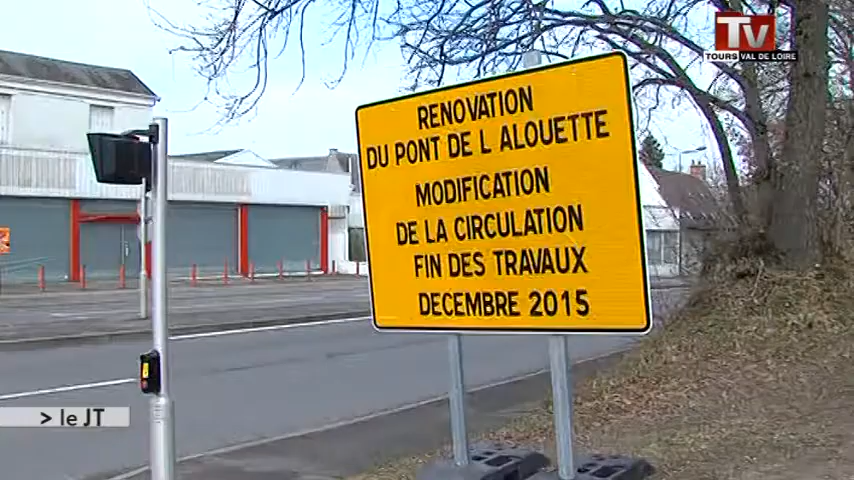 TV
TOURS VAL DE LOIRE
RENOVATION
DU PONT DE L ALOUETTE
MODIFICATION
DE LA CIRCULATION
FIN DES TRAVAUX
DECEMBRE 2015
> le JT